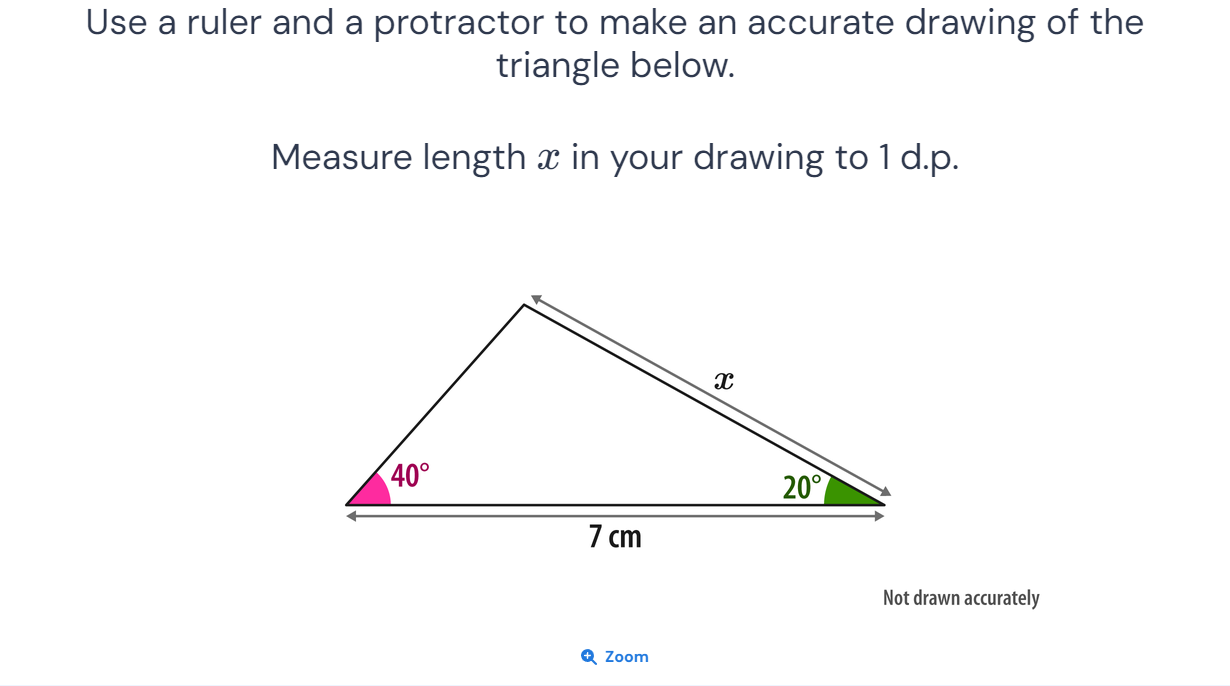 Use a ruler and a protractor to make an accurate drawing of the
triangle below.
Measure length x in your drawing to 1 d.p.
x
40°
20°
7 cm
Not drawn accurately
Zoom